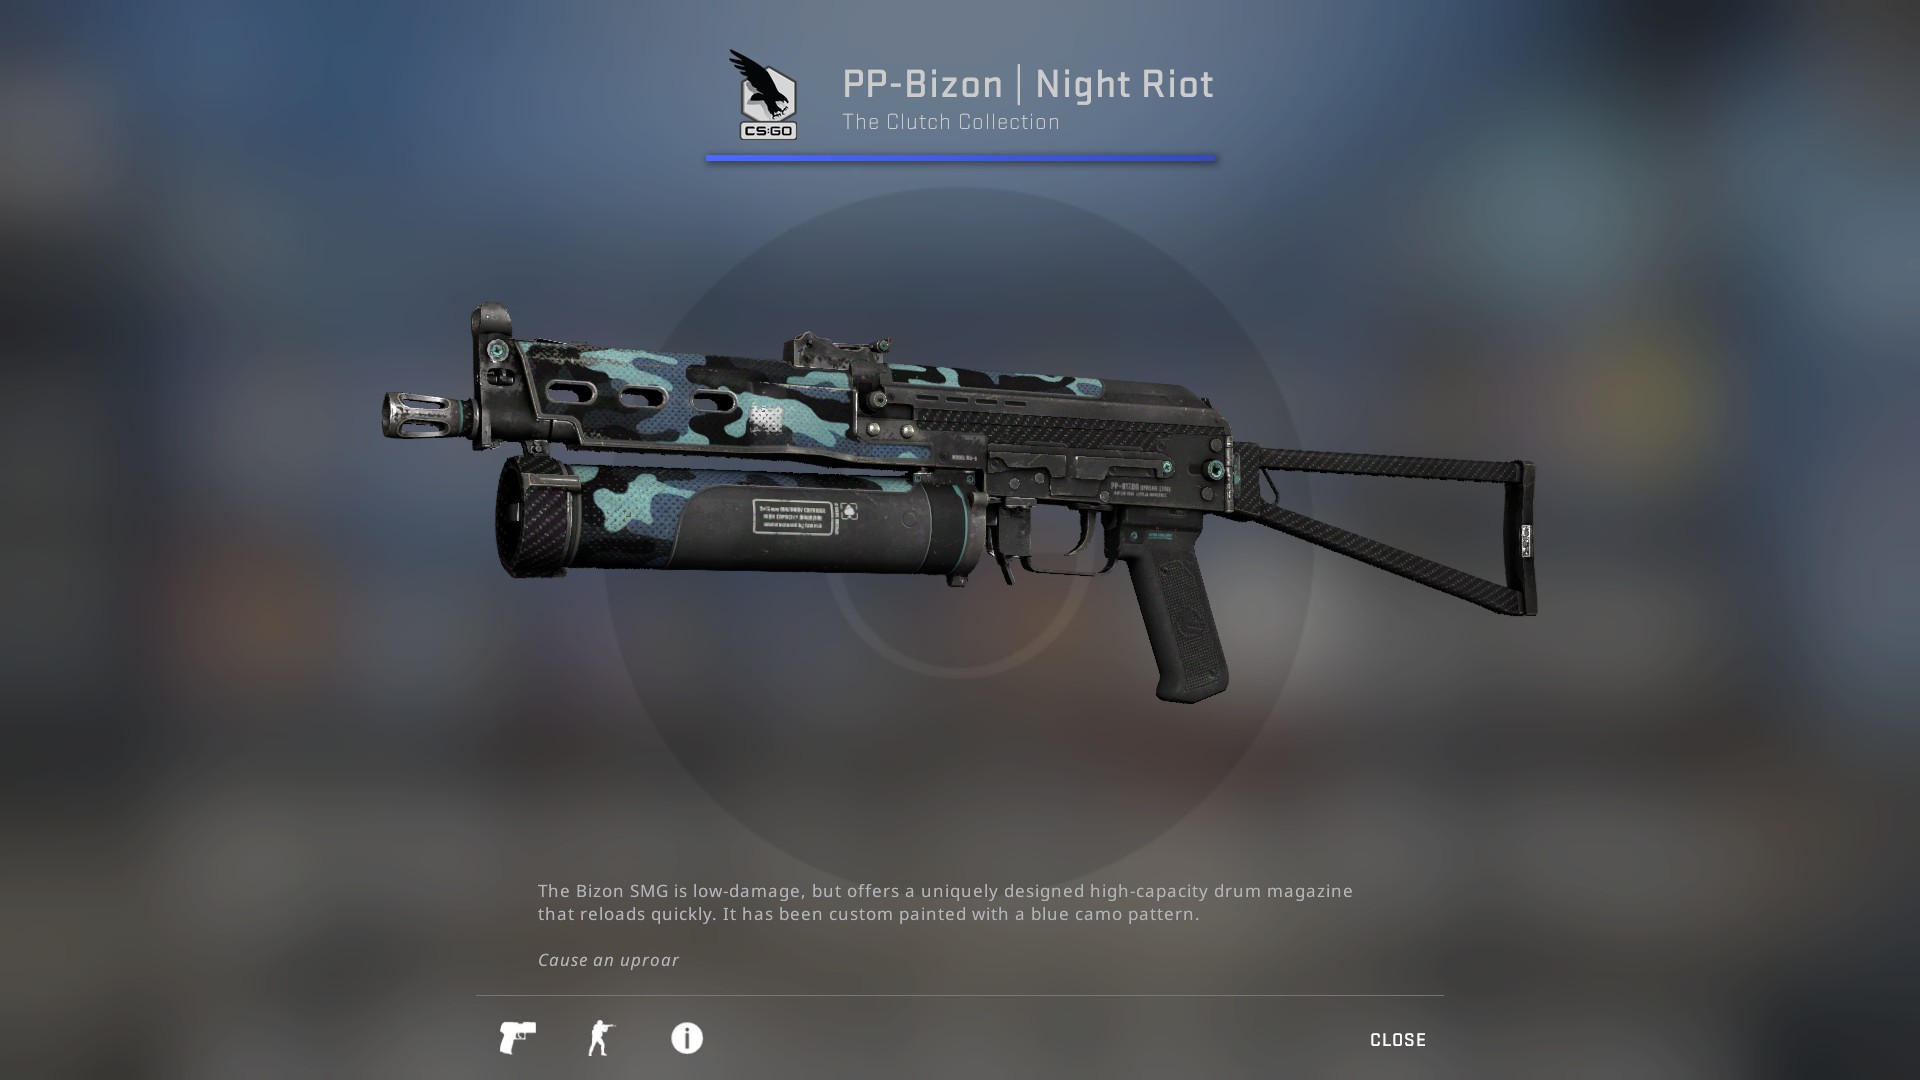 PP-Bizon | Night Riot
The Clutch Collection
CS:GO
The Bizon SMG is low-damage, but offers a uniquely designed high-capacity drum magazine
that reloads quickly. It has been custom painted with a blue camo pattern.
Cause an uproar
CLOSE